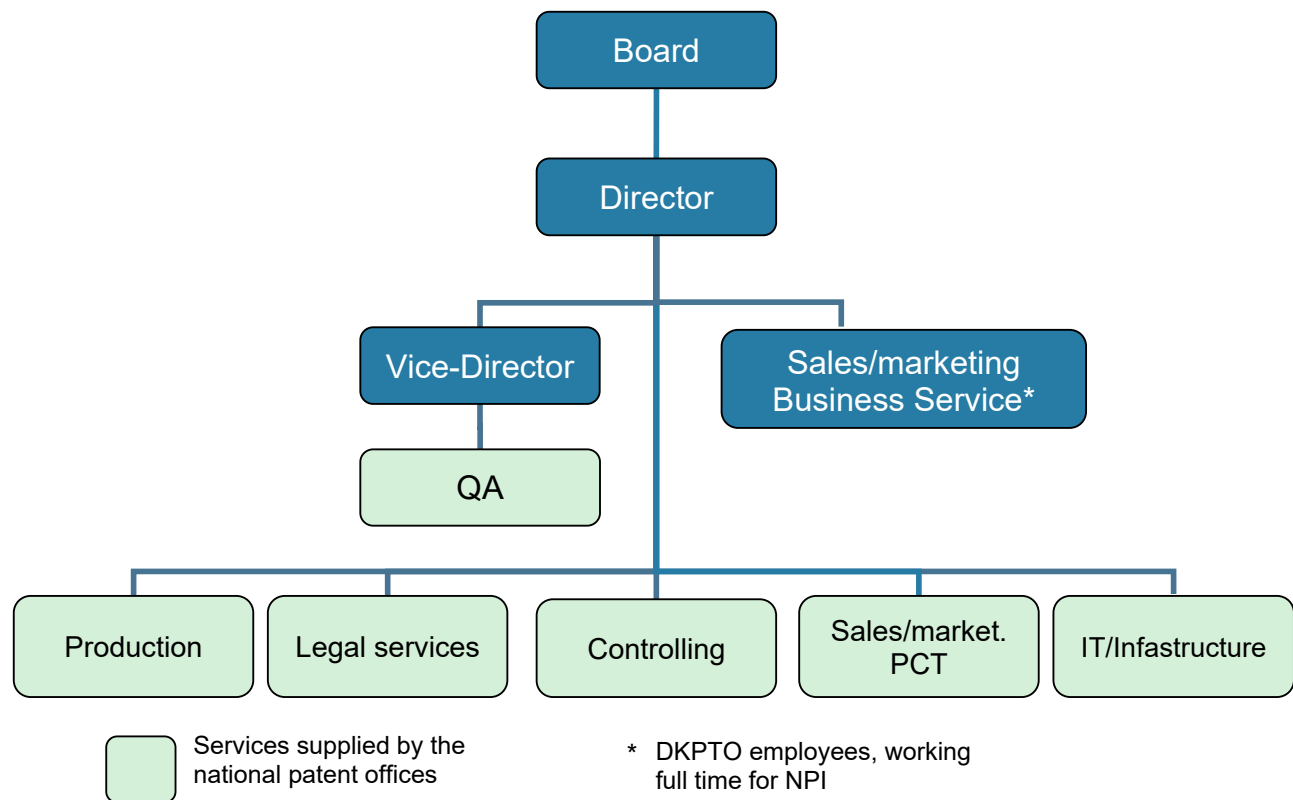 Board
Director
Vice-Director
Sales/marketing
Business Service*
QA
Production
Legal services
Controlling
Sales/market.
PCT
IT/Infastructure
Services supplied by the
national patent offices
* DKPTO employees, working
full time for NPI